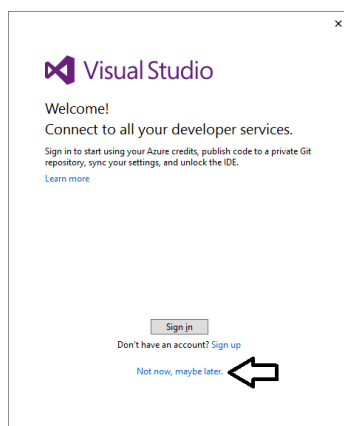 Visual Studio
Welcome!
Connect to all your developer services.
Sign in to start using your Azure credits, publish code to a private Git
repository, sync your settings, and unlock the IDE.
Learn more
Sign in
Don't have an account? Sign up
Not now, maybe later.